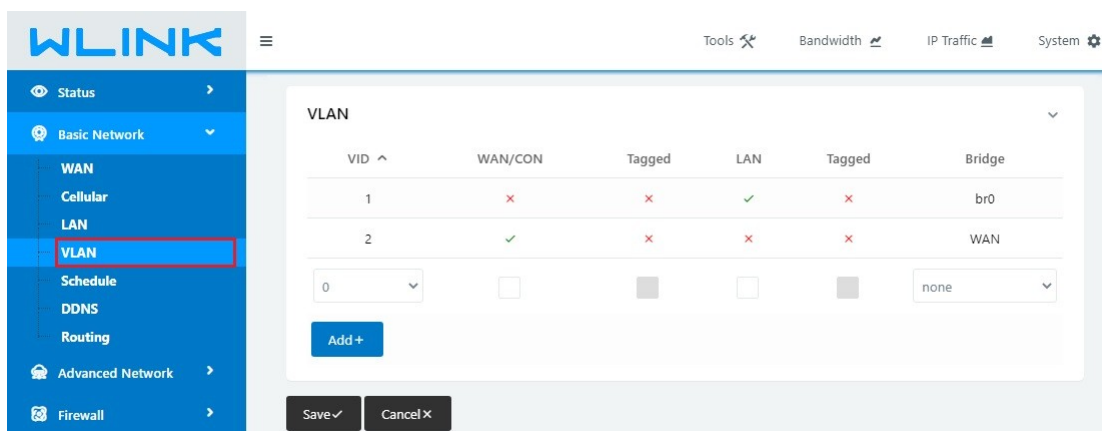 WLINK
Tools
Bandwidth
IP Traffic
System
Status
Basic Network
WAN
Cellular
LAN
VLAN
Schedule
DDNS
Routing
Advanced Network
Firewall
VLAN
VID WAN/CON Tagged LAN Tagged Bridge
1 br0
2 WAN
0 none
Add+
Save
Cancel